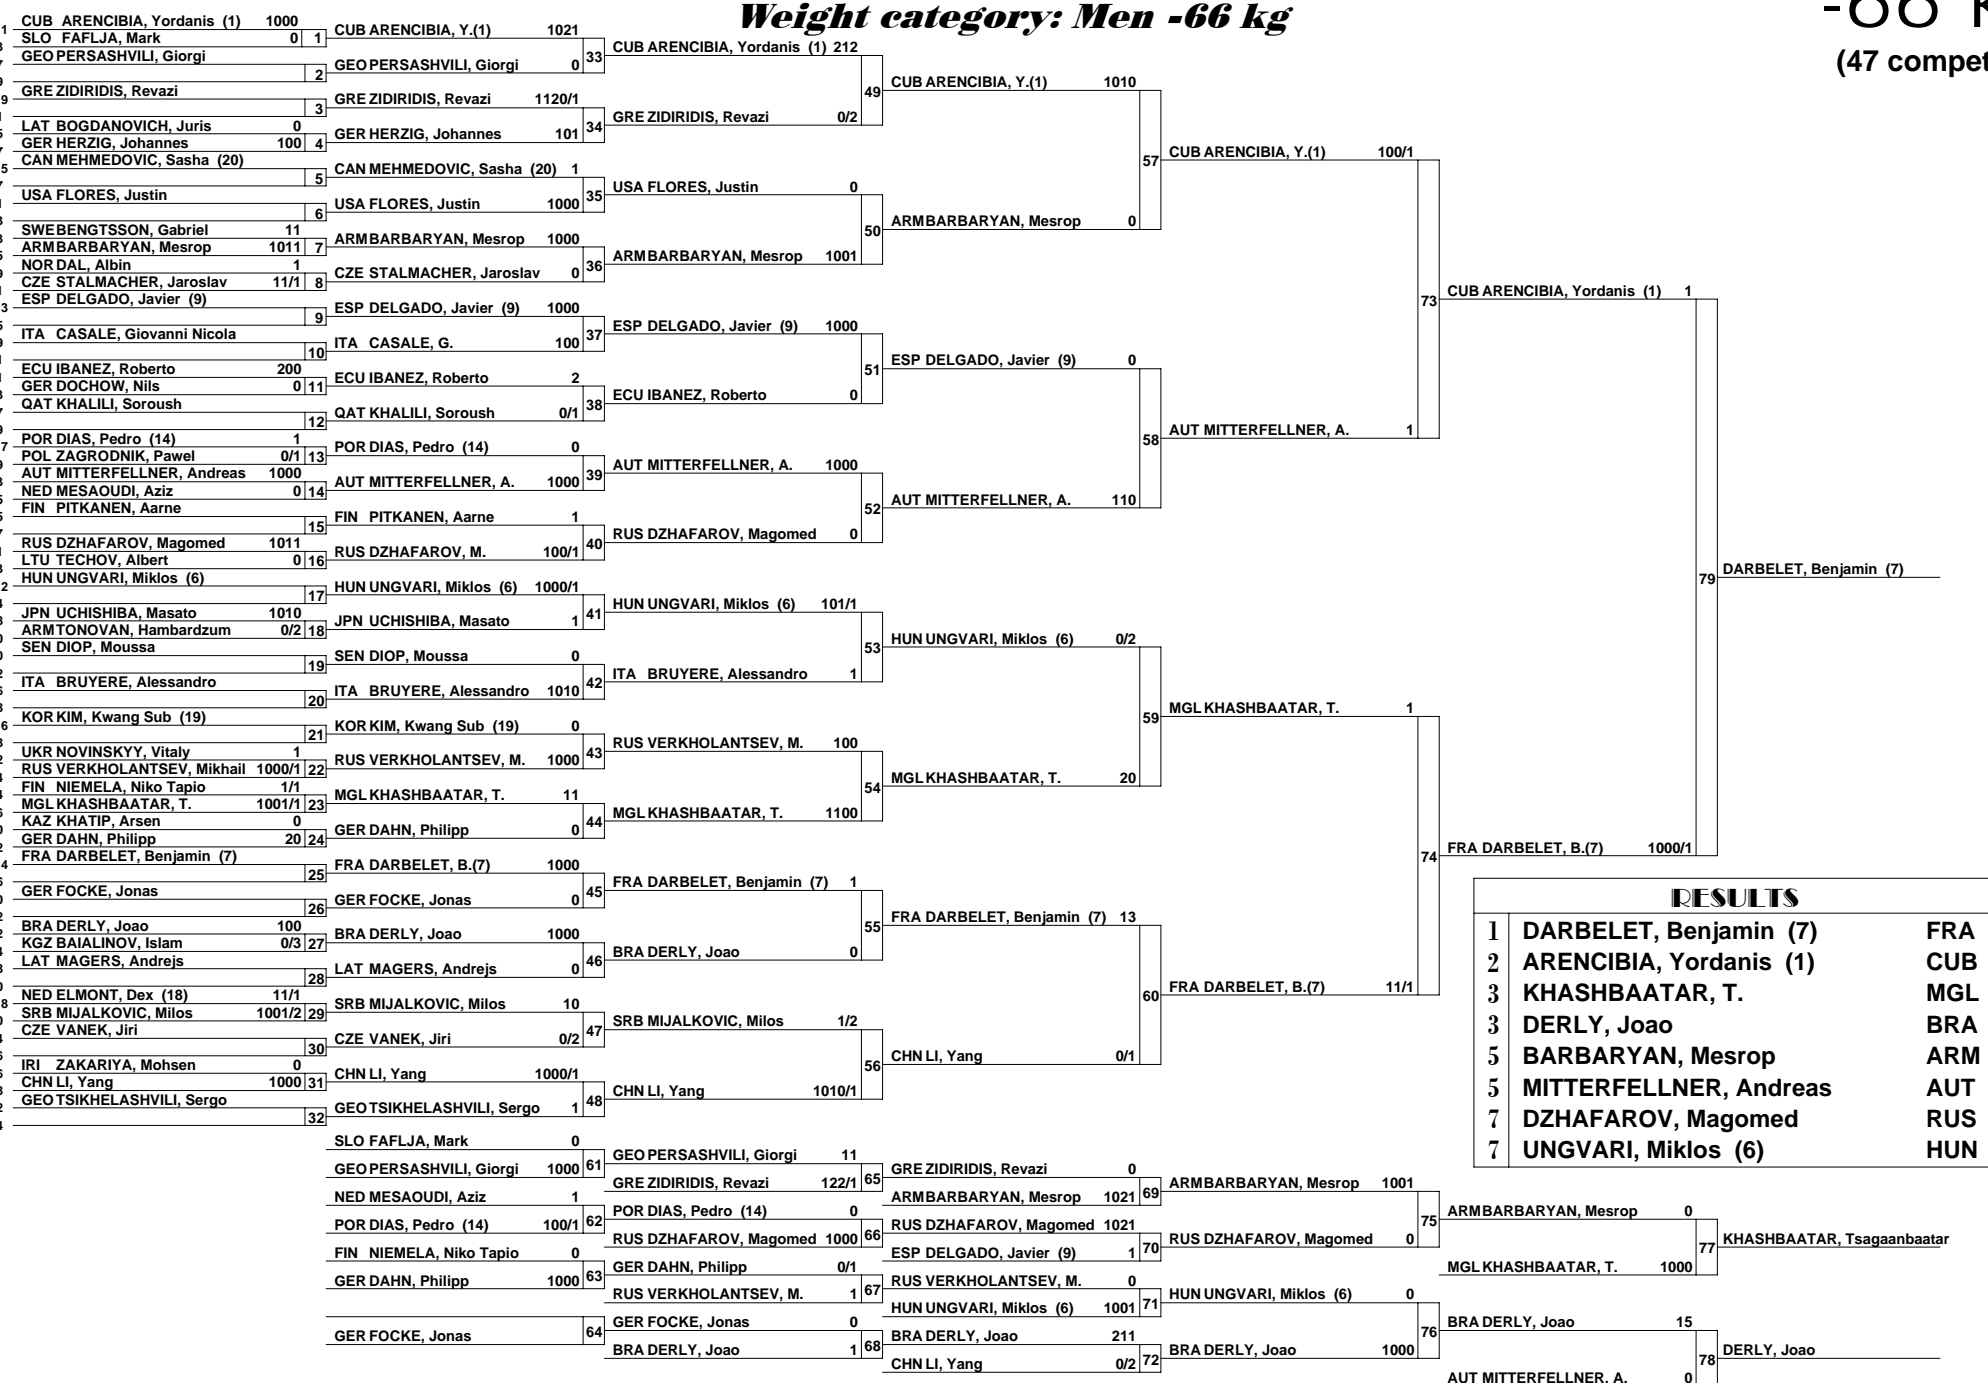 Weight category: Men -66 kg
-66 K
(47 compet
CUB ARENCIBIA, Yordanis (1) 1000
SLO FAFLJA, Mark 0 1
GEO PERSASHVILI, Giorgi
2
GRE ZIDIRIDIS, Revazi
3
LAT BOGDANOVICH, Juris 0
GER HERZIG, Johannes 100 4
CAN MEHMEDOVIC, Sasha (20)
5
USA FLORES, Justin
6
SWE BENGTSSON, Gabriel 11
ARM BARBARYAN, Mesrop 1011 7
NOR DAL, Albin 1
CZE STALMACHER, Jaroslav 11/1 8
ESP DELGADO, Javier (9)
9
ITA CASALE, Giovanni Nicola
10
ECU IBANEZ, Roberto 200
GER DOCHOW, Nils 0 11
QAT KHALILI, Soroush
12
POR DIAS, Pedro (14) 1
POL ZAGRODNIK, Pawel 0/1 13
AUT MITTERFELLNER, Andreas 1000
NED MESAOUDI, Aziz 0 14
FIN PITKANEN, Aarne
15
RUS DZHAFAROV, Magomed 1011
LTU TECHOV, Albert 0 16
HUN UNGVARI, Miklos (6)
17
JPN UCHISHIBA, Masato 1010
ARM TONOVAN, Hambardzum 0/2 18
SEN DIOP, Moussa
19
ITA BRUYERE, Alessandro
20
KOR KIM, Kwang Sub (19)
21
UKR NOVINSKYY, Vitaly 1
RUS VERKHOLANTSEV, Mikhail 1000/1 22
FIN NIEMELA, Niko Tapio 1/1
MGL KHASHBAATAR, T. 1001/1 23
KAZ KHATIP, Arsen 0
GER DAHN, Philipp 20 24
FRA DARBELET, Benjamin (7)
25
GER FOCKE, Jonas
26
BRA DERLY, Joao 100
KGZ BAIALINOV, Islam 0/3 27
LAT MAGERS, Andrejs
28
NED ELMONT, Dex (18) 11/1
SRB MIJALKOVIC, Milos 1001/2 29
CZE VANEK, Jiri
30
IRI ZAKARIYA, Mohsen 0
CHN LI, Yang 1000 31
GEO TSIKHELASHVILI, Sergo
32
CUB ARENCIBIA, Y.(1) 1021
33
GEO PERSASHVILI, Giorgi 0
GRE ZIDIRIDIS, Revazi 1120/1
34
GER HERZIG, Johannes 101
CAN MEHMEDOVIC, Sasha (20) 1
35
USA FLORES, Justin 1000
ARM BARBARYAN, Mesrop 1000
36
CZE STALMACHER, Jaroslav 0
ESP DELGADO, Javier (9) 1000
37
ITA CASALE, G. 100
ECU IBANEZ, Roberto 2
38
QAT KHALILI, Soroush 0/1
POR DIAS, Pedro (14) 0
39
AUT MITTERFELLNER, A. 1000
FIN PITKANEN, Aarne 1
40
RUS DZHAFAROV, M. 100/1
HUN UNGVARI, Miklos (6) 1000/1
41
JPN UCHISHIBA, Masato 1
SEN DIOP, Moussa 0
42
ITA BRUYERE, Alessandro 1010
KOR KIM, Kwang Sub (19) 0
43
RUS VERKHOLANTSEV, M. 1000
MGL KHASHBAATAR, T. 11
44
GER DAHN, Philipp 0
FRA DARBELET, B.(7) 1000
45
GER FOCKE, Jonas 0
BRA DERLY, Joao 1000
46
LAT MAGERS, Andrejs 0
SRB MIJALKOVIC, Milos 10
47
CZE VANEK, Jiri 0/2
CHN LI, Yang 1000/1
48
GEO TSIKHELASHVILI, Sergo 1
CUB ARENCIBIA, Yordanis (1) 212
49
GRE ZIDIRIDIS, Revazi 0/2
USA FLORES, Justin 0
50
ARM BARBARYAN, Mesrop 1001
ESP DELGADO, Javier (9) 1000
51
ECU IBANEZ, Roberto 0
AUT MITTERFELLNER, A. 1000
52
RUS DZHAFAROV, Magomed 0
HUN UNGVARI, Miklos (6) 101/1
53
ITA BRUYERE, Alessandro 1
RUS VERKHOLANTSEV, M. 100
54
MGL KHASHBAATAR, T. 1100
FRA DARBELET, Benjamin (7) 1
55
BRA DERLY, Joao 0
SRB MIJALKOVIC, Milos 1/2
56
CHN LI, Yang 1010/1
CUB ARENCIBIA, Y.(1) 1010
57
ARM BARBARYAN, Mesrop 0
ESP DELGADO, Javier (9) 0
58
AUT MITTERFELLNER, A. 110
HUN UNGVARI, Miklos (6) 0/2
59
MGL KHASHBAATAR, T. 20
FRA DARBELET, Benjamin (7) 13
60
CHN LI, Yang 0/1
CUB ARENCIBIA, Y.(1) 100/1
73
AUT MITTERFELLNER, A. 1
MGL KHASHBAATAR, T. 1
74
FRA DARBELET, B.(7) 11/1
CUB ARENCIBIA, Yordanis (1) 1
79
FRA DARBELET, B.(7) 1000/1
DARBELET, Benjamin (7)
RESULTS
1 DARBELET, Benjamin (7) FRA
2 ARENCIBIA, Yordanis (1) CUB
3 KHASHBAATAR, T. MGL
3 DERLY, Joao BRA
5 BARBARYAN, Mesrop ARM
5 MITTERFELLNER, Andreas AUT
7 DZHAFAROV, Magomed RUS
7 UNGVARI, Miklos (6) HUN
SLO FAFLJA, Mark 0
61
GEO PERSASHVILI, Giorgi 1000
NED MESAOUDI, Aziz 1
62
POR DIAS, Pedro (14) 100/1
FIN NIEMELA, Niko Tapio 0
63
GER DAHN, Philipp 1000
64
GER FOCKE, Jonas
GEO PERSASHVILI, Giorgi 11
GRE ZIDIRIDIS, Revazi 122/1 65
POR DIAS, Pedro (14) 0
RUS DZHAFAROV, Magomed 1000 66
GER DAHN, Philipp 0/1
RUS VERKHOLANTSEV, M. 1 67
GER FOCKE, Jonas 0
BRA DERLY, Joao 1 68
GRE ZIDIRIDIS, Revazi 0
ARM BARBARYAN, Mesrop 1021 69
RUS DZHAFAROV, Magomed 1021
ESP DELGADO, Javier (9) 1 70
RUS VERKHOLANTSEV, M. 0
HUN UNGVARI, Miklos (6) 1001 71
BRA DERLY, Joao 211
CHN LI, Yang 0/2 72
ARM BARBARYAN, Mesrop 1001
75
RUS DZHAFAROV, Magomed 0
HUN UNGVARI, Miklos (6) 0
76
BRA DERLY, Joao 1000
ARM BARBARYAN, Mesrop 0
77
MGL KHASHBAATAR, T. 1000
BRA DERLY, Joao 15
78
AUT MITTERFELLNER, A. 0
KHASHBAATAR, Tsagaanbaatar
DERLY, Joao